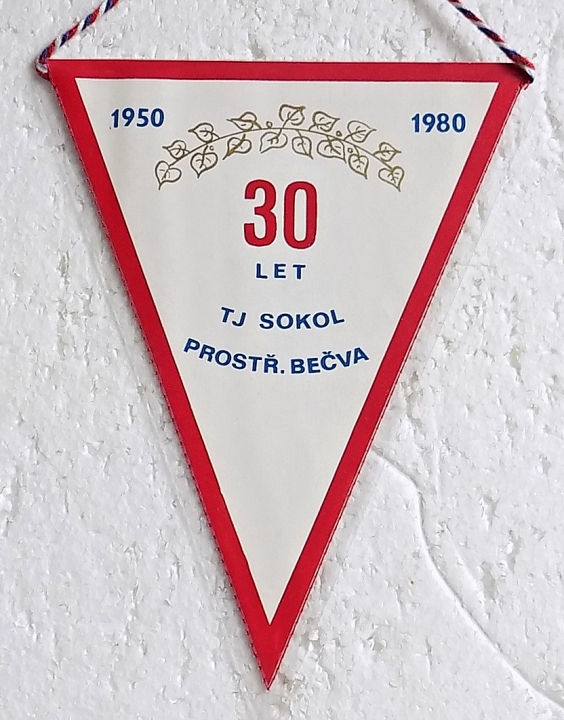 1950 1980
30
LET
TJ SOKOL
PROSTŘ. BEČVA